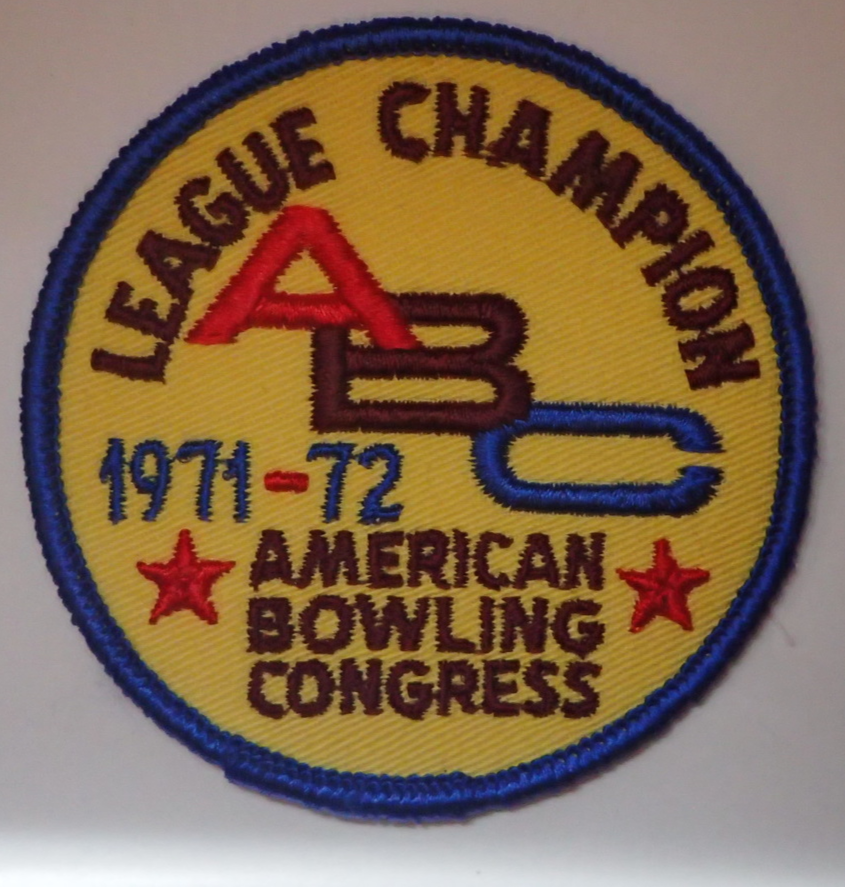 LEAGUE CHAMPION
ABC
1971-72
AMERICAN
BOWLING
CONGRESS